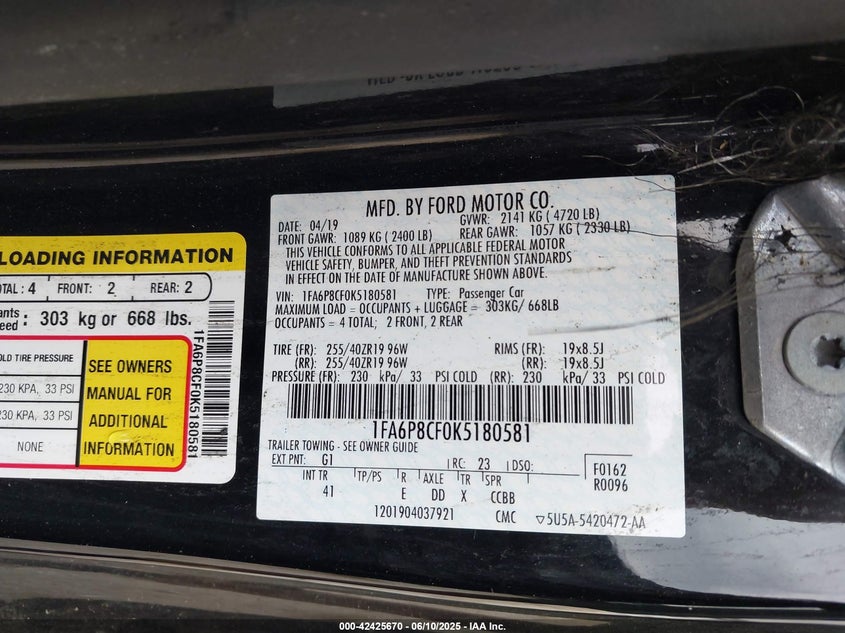 LOADING INFORMATION
TOTAL : 4 FRONT: 2 REAR: 2
303 kg or 668 lbs.
COLD TIRE PRESSURE
230 KPA, 33 PSI
230 KPA, 33 PSI
NONE
SEE OWNERS
MANUAL FOR
ADDITIONAL
INFORMATION
1FA6P8CF0K5180581
MFD. BY FORD MOTOR CO.
DATE: 04/19 GVWR: 2141 KG ( 4720 LB)
FRONT GAWR: 1089 KG ( 2400 LB) REAR GAWR: 1057 KG ( 2330 LB)
THIS VEHICLE CONFORMS TO ALL APPLICABLE FEDERAL MOTOR
VEHICLE SAFETY, BUMPER, AND THEFT PREVENTION STANDARDS
IN EFFECT ON THE DATE OF MANUFACTURE SHOWN ABOVE.
VIN: 1FA6P8CF0K5180581 TYPE: Passenger Car
MAXIMUM LOAD = OCCUPANTS + LUGGAGE = 303KG/ 668LB
OCCUPANTS = 4 TOTAL; 2 FRONT, 2 REAR
TIRE (FR): 255/40ZR19 96W RIMS (FR): 19x8.5J
(RR): 255/40ZR19 96W (RR): 19x8.5J
PRESSURE (FR): 230 kPa/ 33 PSI COLD (RR): 230 kPa/ 33 PSI COLD
1FA6P8CF0K5180581
TRAILER TOWING - SEE OWNER GUIDE
EXT PNT: G1 RC: 23 DSO: F0162
INT TR TP/PS R AXLE TR SPR R0096
41 E DD X CCBB
1201904037921 CMC ▽5U5A-5420472-AA
000-42425670 - 06/10/2025 - IAA Inc.